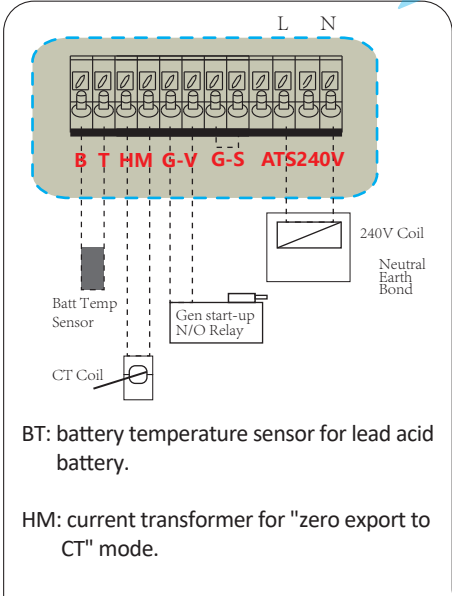 L N
B T HM G-V G-S ATS240V
240V Coil
Neutral
Earth
Bond
Batt Temp
Sensor
Gen start-up
N/O Relay
CT Coil
BT: battery temperature sensor for lead acid
battery.
HM: current transformer for "zero export to
CT" mode.